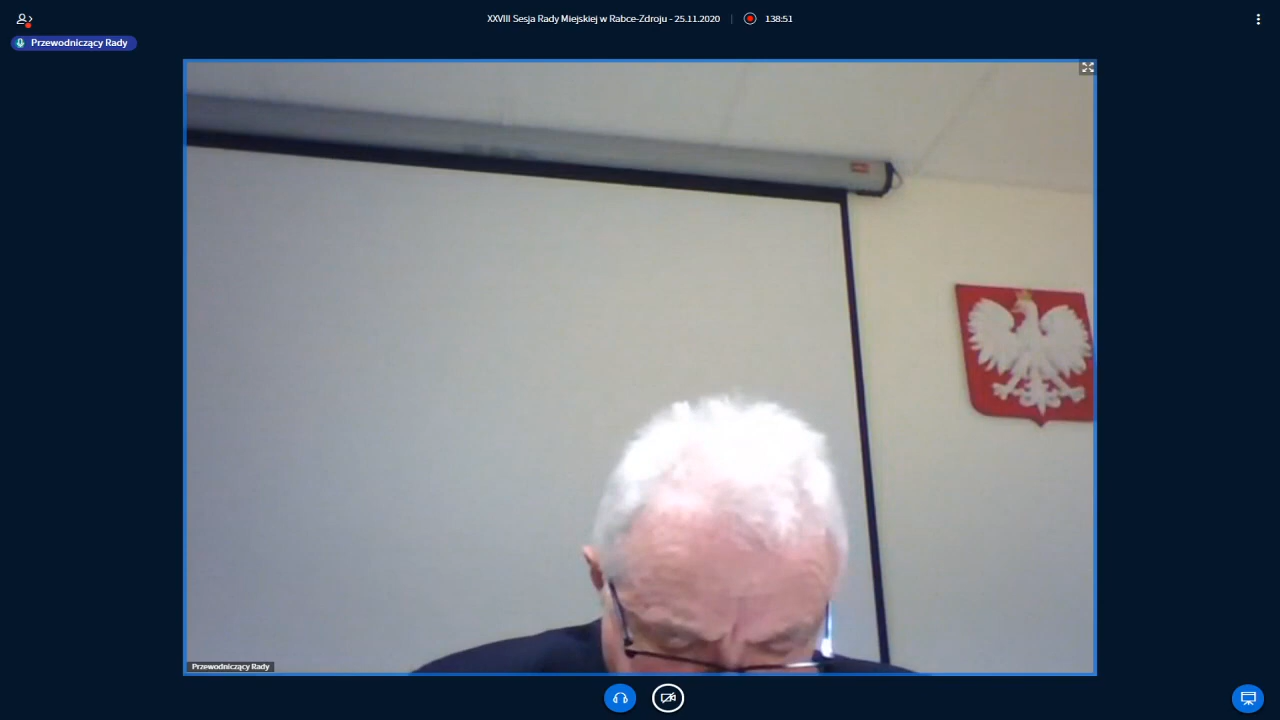 XXVIII Sesja Rady Miejskiej w Rabce-Zdroju - 25.11.2020
138:51
Przewodniczący Rady
Przewodniczący Rady